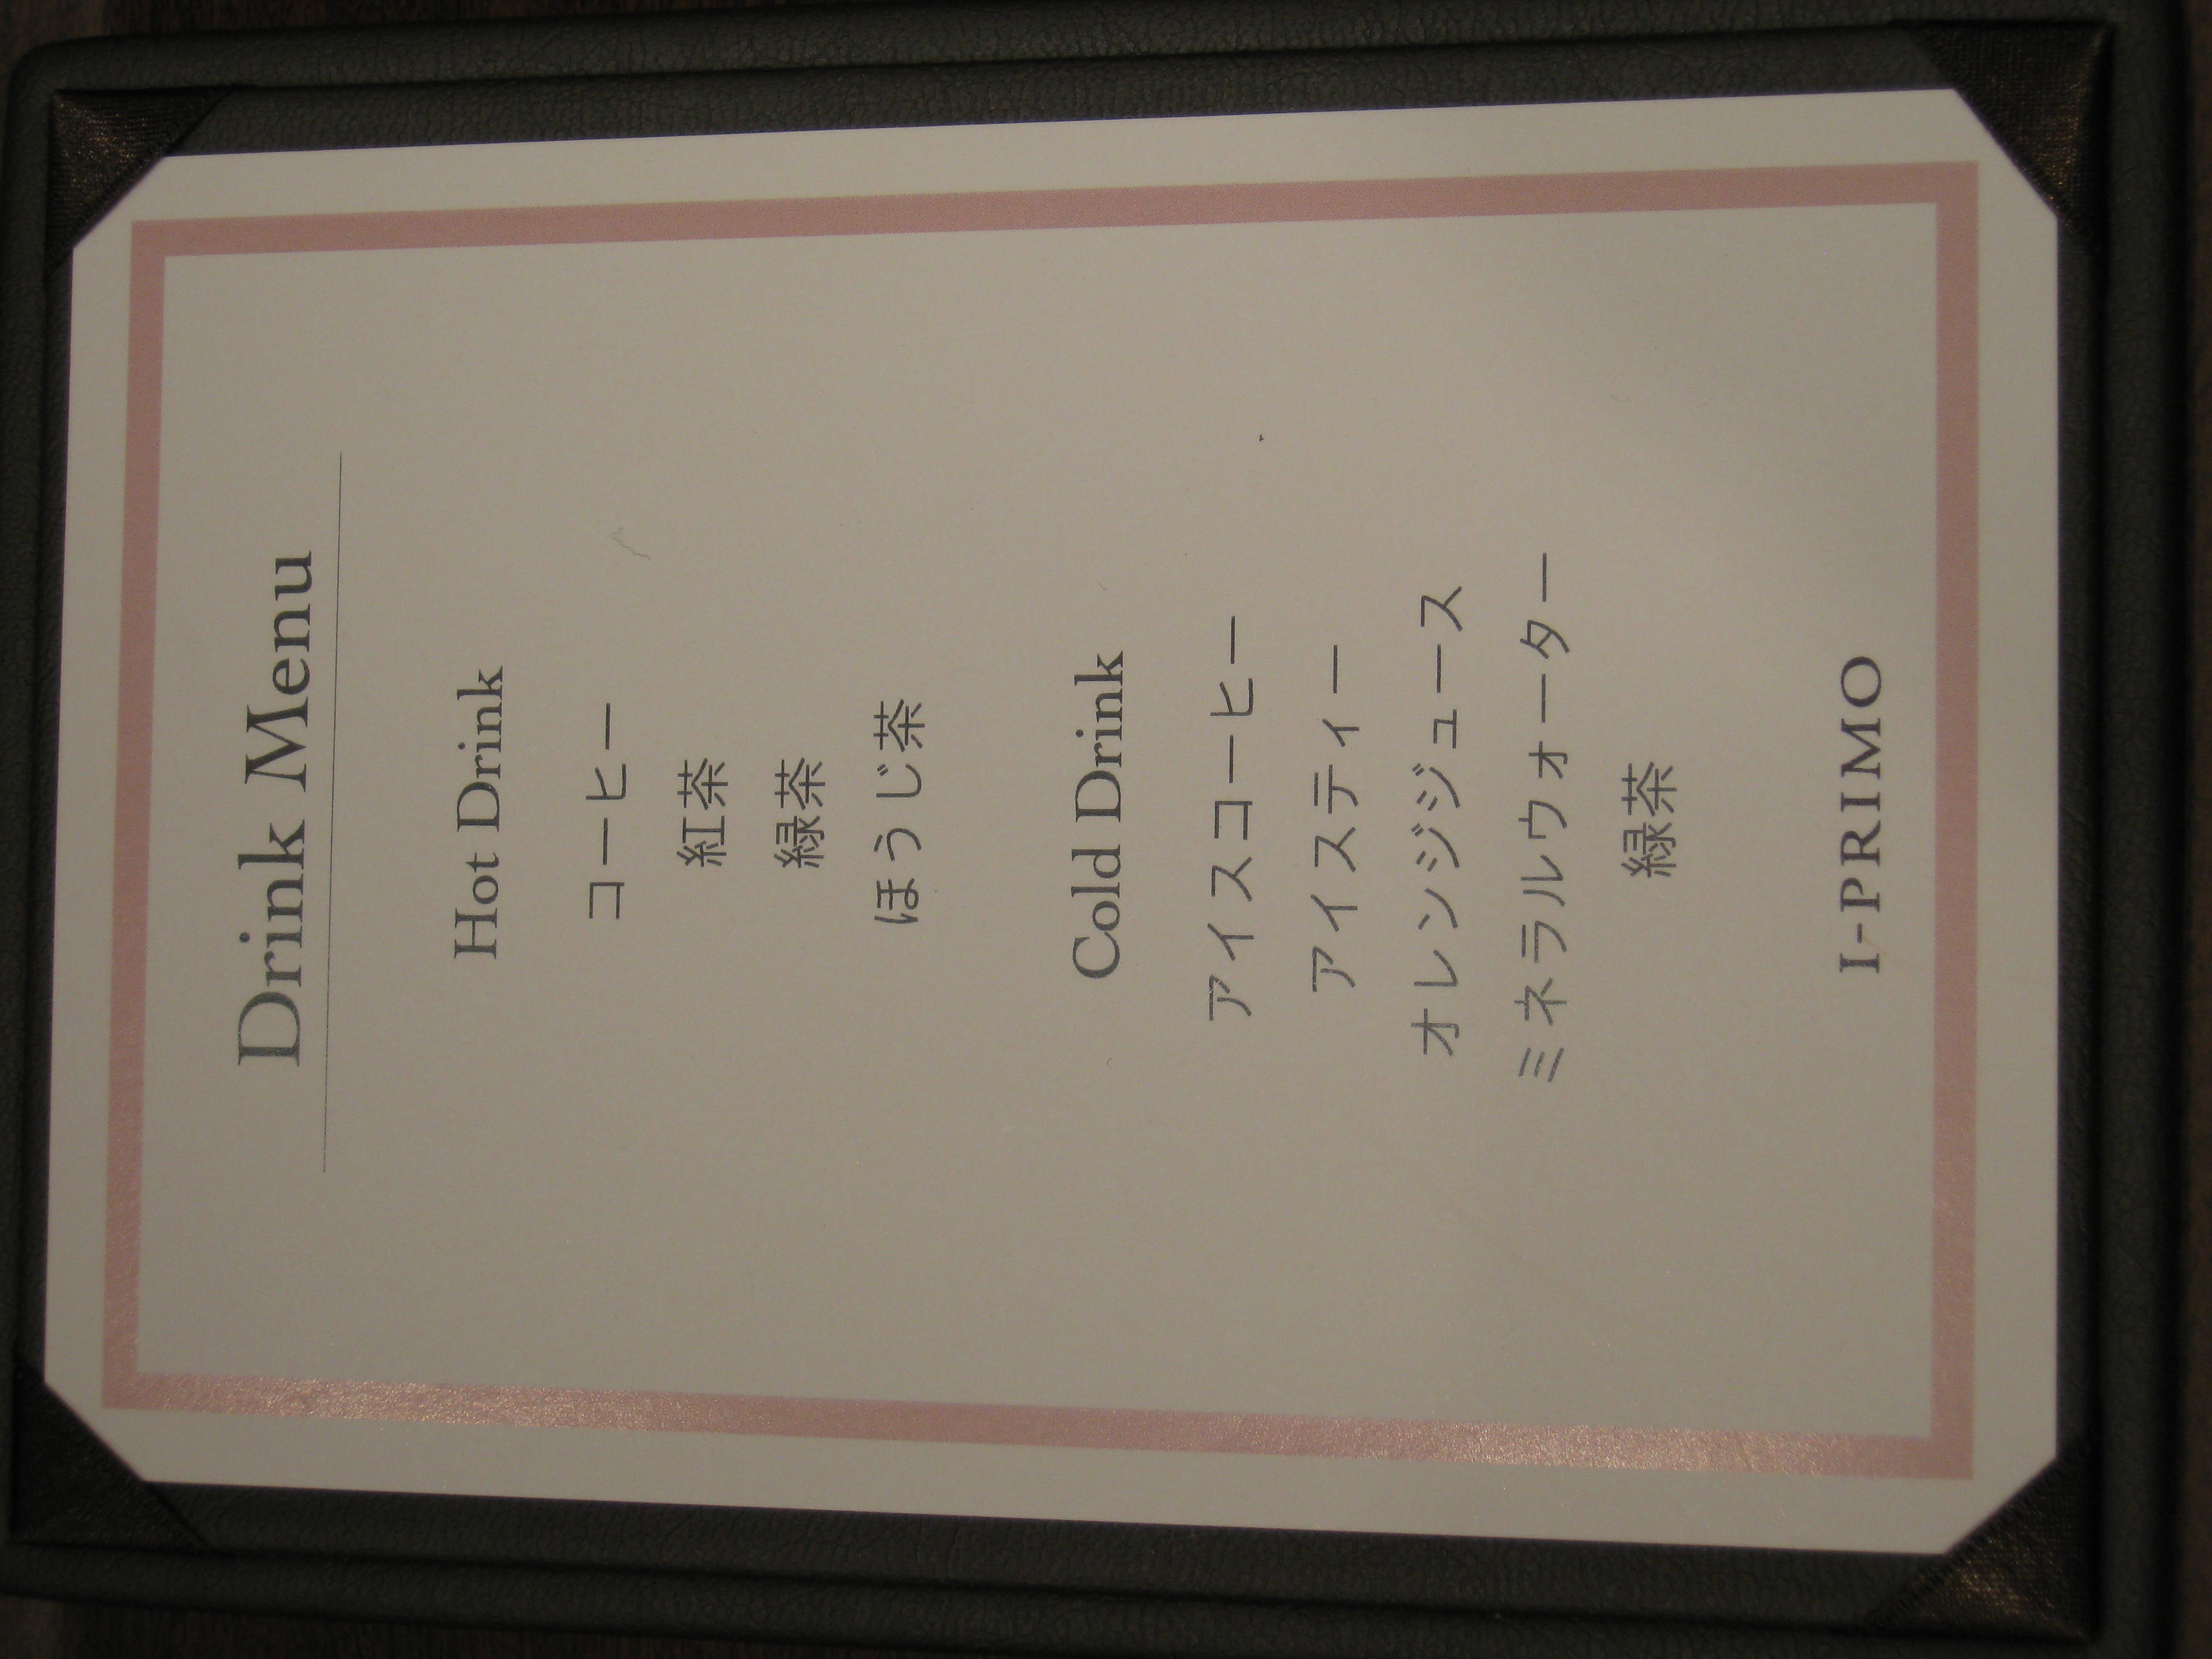 Drink Menu
Hot Drink
コーヒー
紅茶
緑茶
ほうじ茶
Cold Drink
アイスコーヒー
アイスティー
オレンジジュース
ミネラルウォーター
緑茶
I-PRIMO